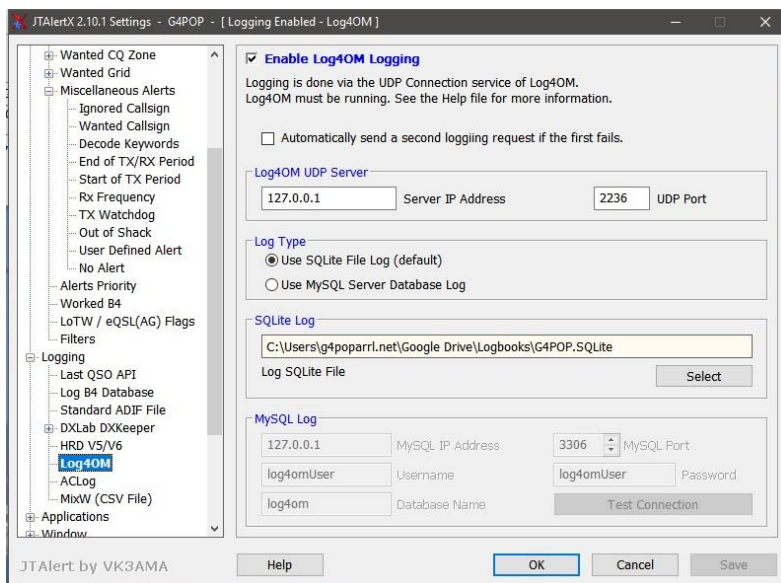 JTAlertX 2.10.1 Settings - G4POP - [ Logging Enabled - Log4OM ]
Wanted CQ Zone
Wanted Grid
Miscellaneous Alerts
Ignored Callsign
Wanted Callsign
Decode Keywords
End of TX/RX Period
Start of TX Period
Rx Frequency
TX Watchdog
Out of Shack
User Defined Alert
No Alert
Alerts Priority
Worked B4
LoTW / eQSL(AG) Flags
Filters
Logging
Last QSO API
Log B4 Database
Standard ADIF File
DXLab DXKeeper
HRD V5/V6
Log4OM
ACLog
MixW (CSV File)
Applications
Window
Enable Log4OM Logging
Logging is done via the UDP Connection service of Log4OM.
Log4OM must be running. See the Help file for more information.
Automatically send a second loggiing request if the first fails.
Log4OM UDP Server
127.0.0.1 Server IP Address 2236 UDP Port
Log Type
Use SQLite File Log (default)
Use MySQL Server Database Log
SQLite Log
C:\Users\g4poparrl.net\Google Drive\Logbooks\G4POP.SQLite
Log SQLite File Select
MySQL Log
127.0.0.1 MySQL IP Address 3306 MySQL Port
log4omUser Username log4omUser Password
log4om Database Name Test Connection
JTAlert by VK3AMA Help OK Cancel Save